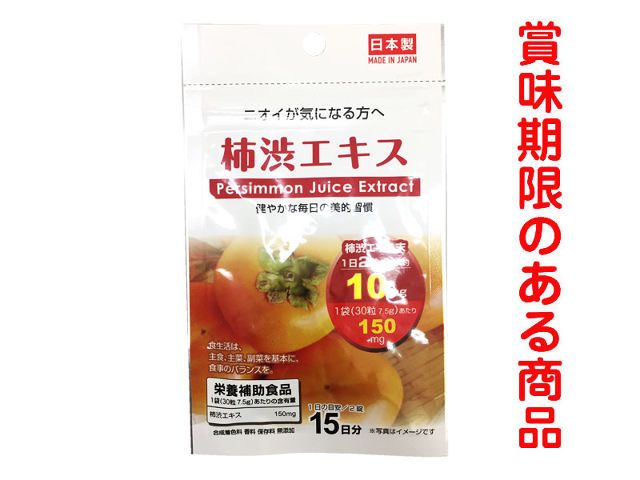 日本製
MADE IN JAPAN
ニオイが気になる方へ
柿渋エキス
Persimmon Juice Extract
健やかな毎日の美的習慣
柿渋エキス末
1日2
10
g
1袋(30粒 7.5g)あたり
150
mg
食生活は、
主食、主菜、副菜を基本に、
食事のバランスを。
栄養補助食品
1袋(30粒 7.5g)あたりの含有量
柿渋エキス 150mg
合成着色料 香料 保存料 無添加
1日の目安/2錠
15日分
※写真はイメージです
賞味期限のある商品